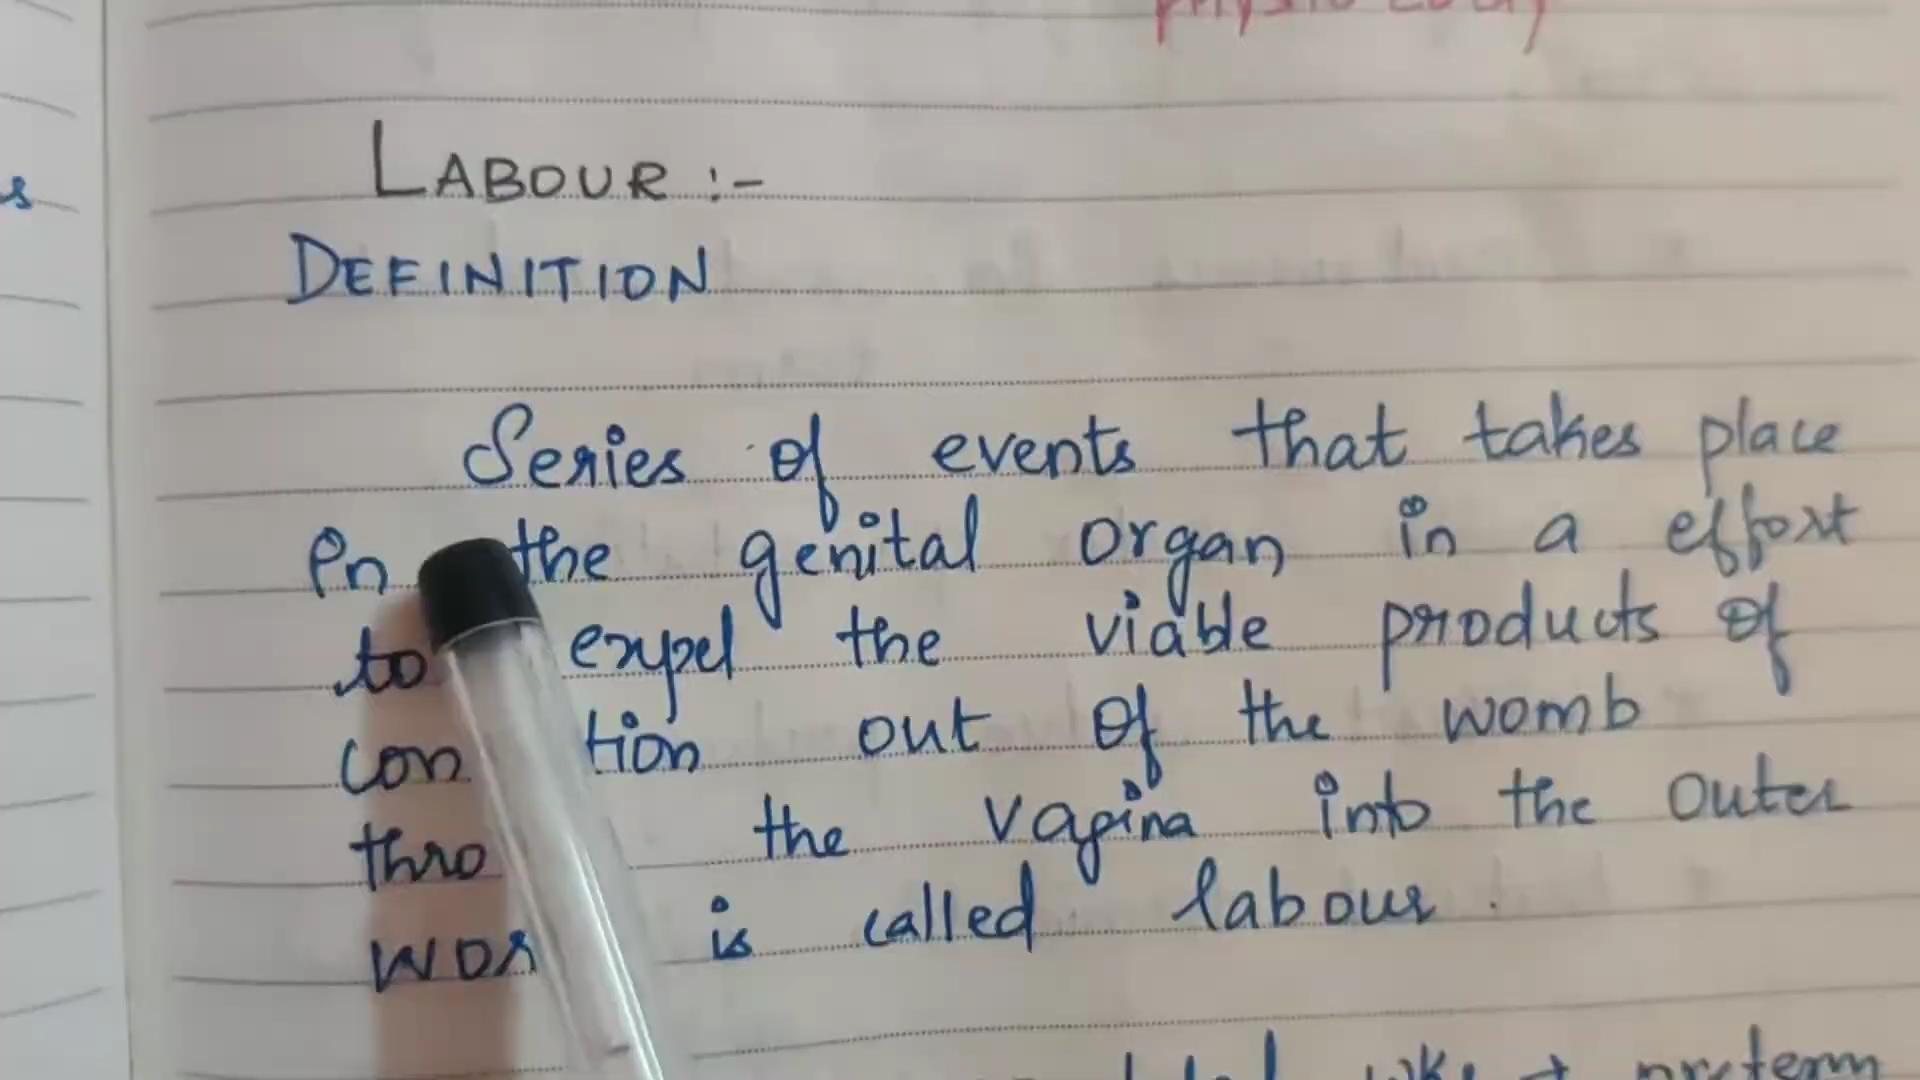 LABOUR :-
DEFINITION
Series of events that takes place
in the genital organ in a effort
to expel the viable products of
con tion out of the womb
thro the vagina into the outer
wor is called labour.
preterm